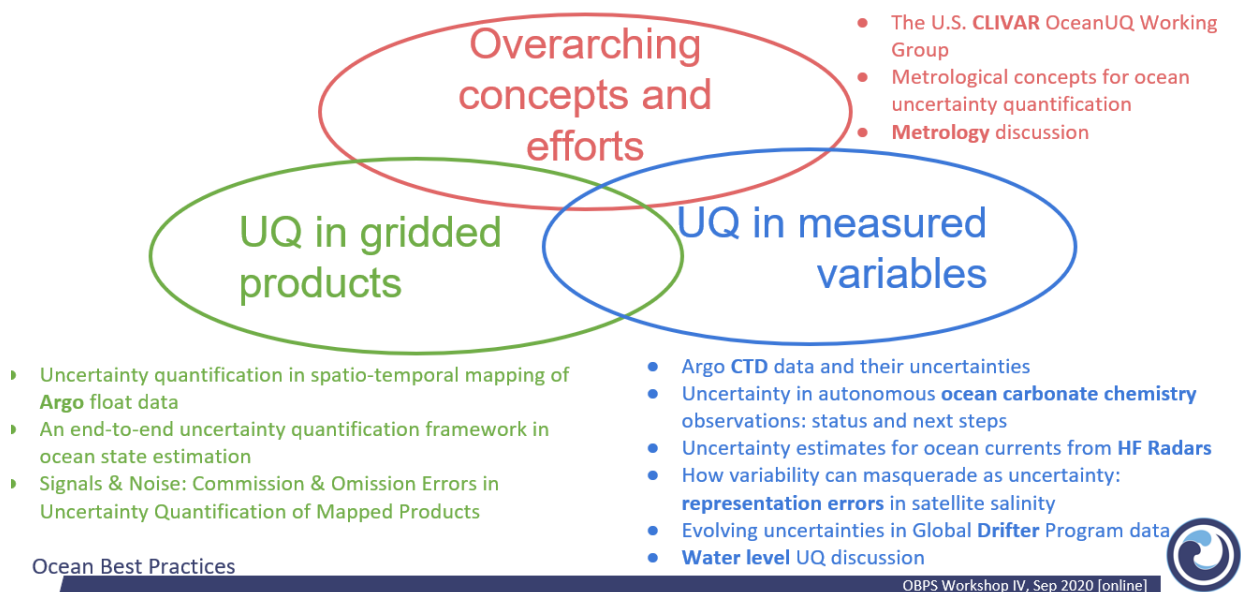 Overarching
concepts and
efforts
● The U.S. CLIVAR OceanUQ Working
Group
● Metrological concepts for ocean
uncertainty quantification
● Metrology discussion
UQ in gridded
products
UQ in measured
variables
● Uncertainty quantification in spatio-temporal mapping of
Argo float data
● An end-to-end uncertainty quantification framework in
ocean state estimation
● Signals & Noise: Commission & Omission Errors in
Uncertainty Quantification of Mapped Products
● Argo CTD data and their uncertainties
● Uncertainty in autonomous ocean carbonate chemistry
observations: status and next steps
● Uncertainty estimates for ocean currents from HF Radars
● How variability can masquerade as uncertainty:
representation errors in satellite salinity
● Evolving uncertainties in Global Drifter Program data
● Water level UQ discussion
Ocean Best Practices
OBPS Workshop IV, Sep 2020 [online]